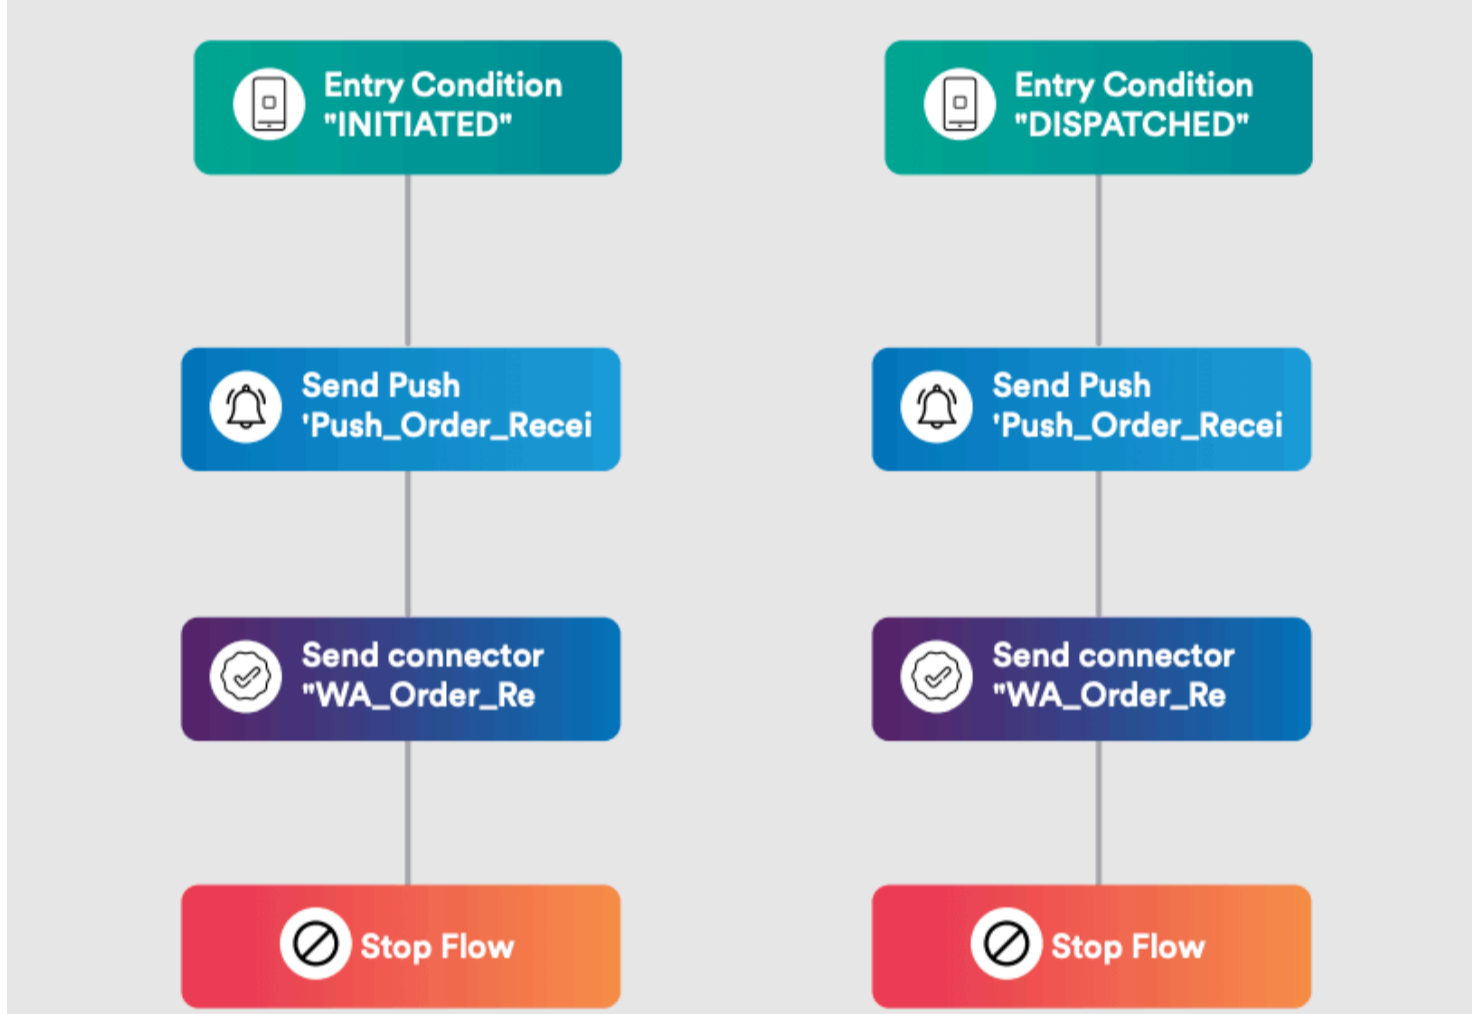 Entry Condition
"INITIATED"
Send Push
'Push_Order_Recei
Send connector
"WA_Order_Re
Stop Flow
Entry Condition
"DISPATCHED"
Send Push
'Push_Order_Recei
Send connector
"WA_Order_Re
Stop Flow